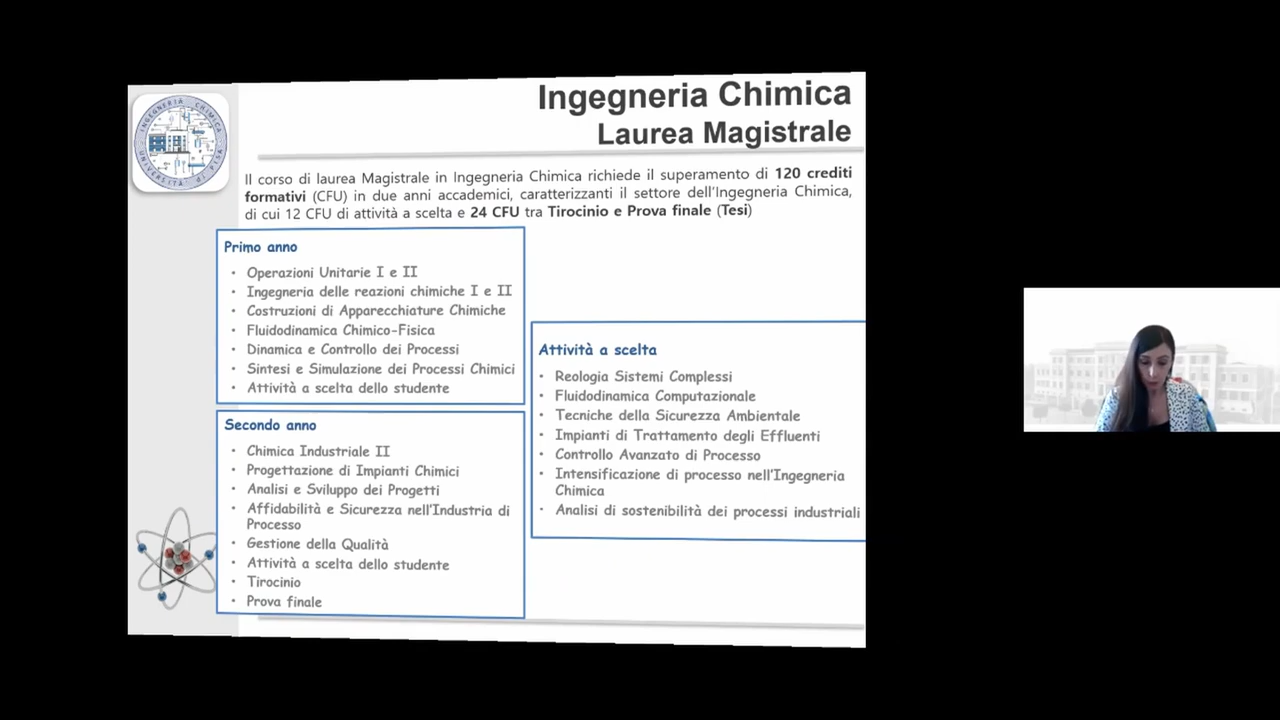 INGEGNERIA CHIMICA
UNIVERSITÀ di PISA
Ingegneria Chimica
Laurea Magistrale
Il corso di laurea Magistrale in Ingegneria Chimica richiede il superamento di 120 crediti
formativi (CFU) in due anni accademici, caratterizzanti il settore dell'Ingegneria Chimica,
di cui 12 CFU di attività a scelta e 24 CFU tra Tirocinio e Prova finale (Tesi)
Primo anno
• Operazioni Unitarie I e II
• Ingegneria delle reazioni chimiche I e II
• Costruzioni di Apparecchiature Chimiche
• Fluidodinamica Chimico-Fisica
• Dinamica e Controllo dei Processi
• Sintesi e Simulazione dei Processi Chimici
• Attività a scelta dello studente
Secondo anno
• Chimica Industriale II
• Progettazione di Impianti Chimici
• Analisi e Sviluppo dei Progetti
• Affidabilità e Sicurezza nell'Industria di
Processo
• Gestione della Qualità
• Attività a scelta dello studente
• Tirocinio
• Prova finale
Attività a scelta
• Reologia Sistemi Complessi
• Fluidodinamica Computazionale
• Tecniche della Sicurezza Ambientale
• Impianti di Trattamento degli Effluenti
• Controllo Avanzato di Processo
• Intensificazione di processo nell'Ingegneria
Chimica
• Analisi di sostenibilità dei processi industriali